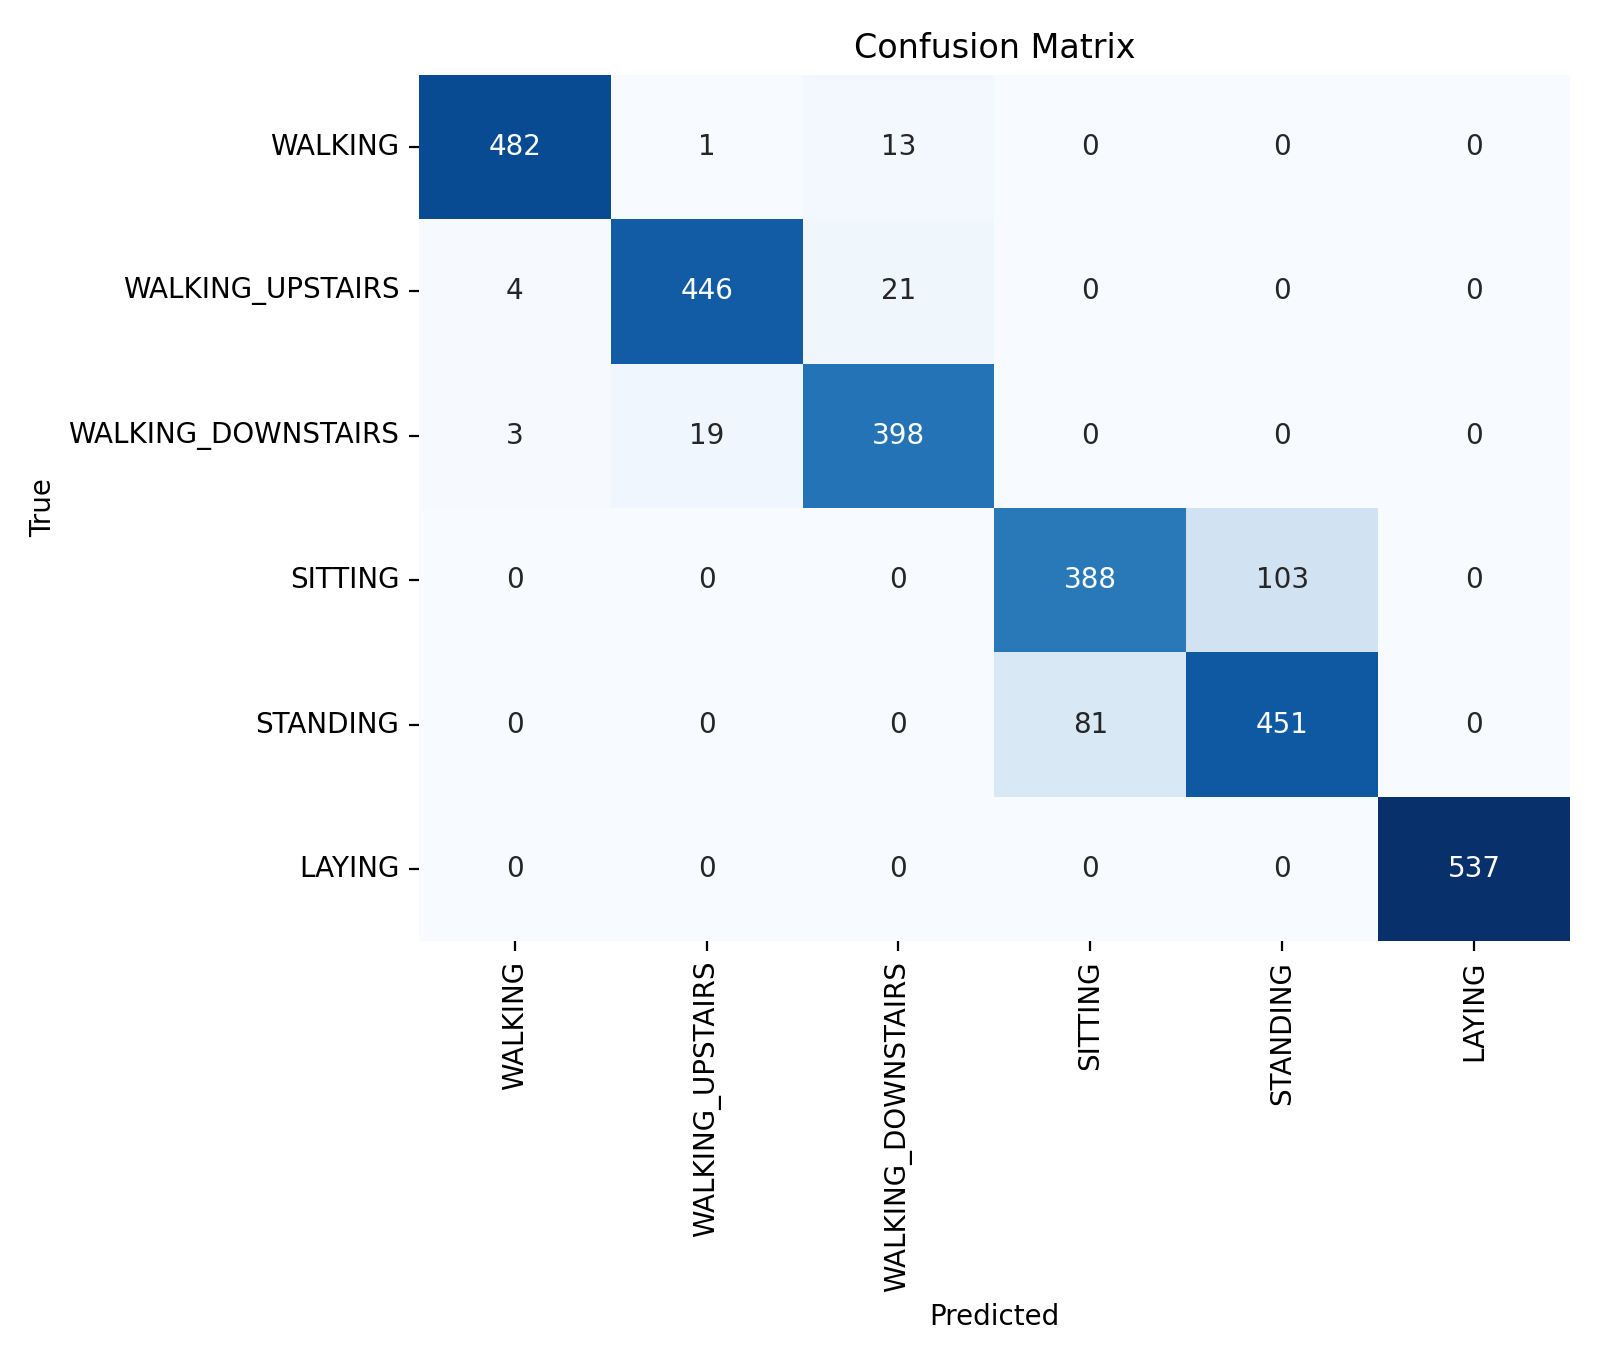 Confusion Matrix
WALKING 482 1 13 0 0 0
WALKING_UPSTAIRS 4 446 21 0 0 0
WALKING_DOWNSTAIRS 3 19 398 0 0 0
SITTING 0 0 0 388 103 0
STANDING 0 0 0 81 451 0
LAYING 0 0 0 0 0 537
True
WALKING
WALKING_UPSTAIRS
WALKING_DOWNSTAIRS
SITTING
STANDING
LAYING
Predicted